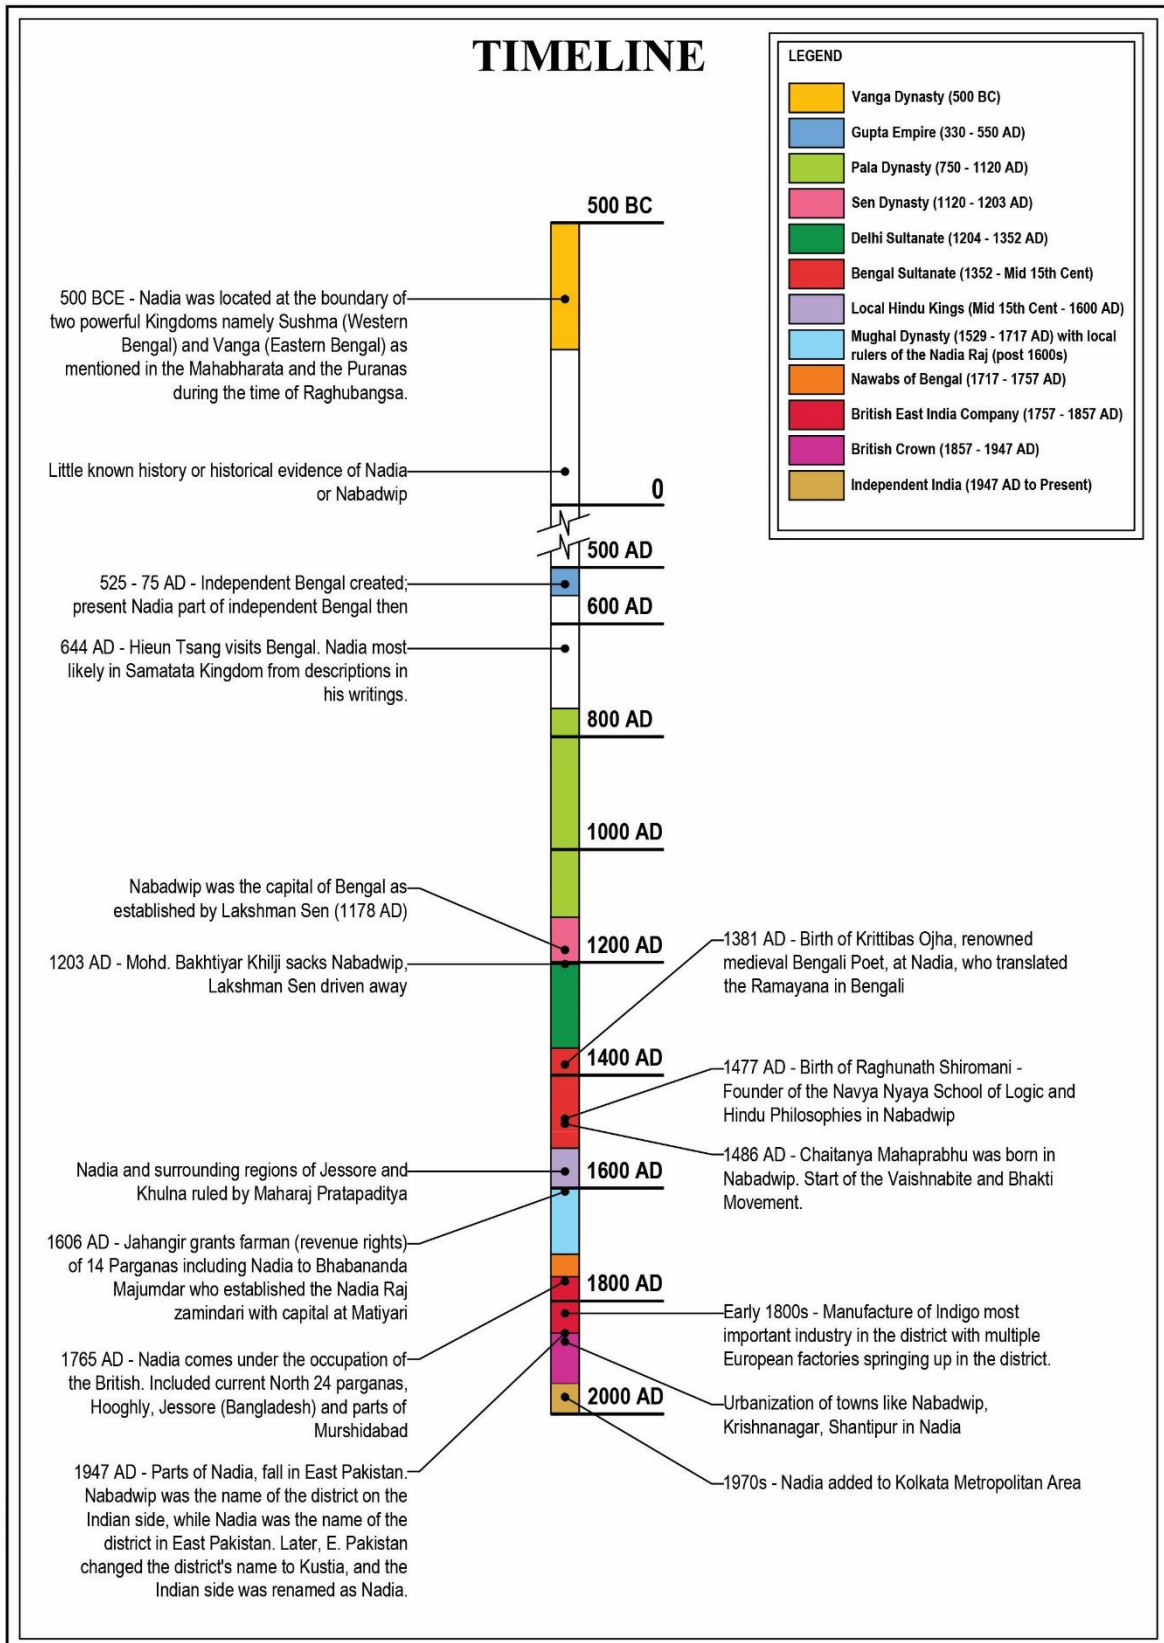 TIMELINE
LEGEND
Vanga Dynasty (500 BC)
Gupta Empire (330 - 550 AD)
Pala Dynasty (750 - 1120 AD)
Sen Dynasty (1120 - 1203 AD)
Delhi Sultanate (1204 - 1352 AD)
Bengal Sultanate (1352 - Mid 15th Cent)
Local Hindu Kings (Mid 15th Cent - 1600 AD)
Mughal Dynasty (1529 - 1717 AD) with local
rulers of the Nadia Raj (post 1600s)
Nawabs of Bengal (1717 - 1757 AD)
British East India Company (1757 - 1857 AD)
British Crown (1857 - 1947 AD)
Independent India (1947 AD to Present)
500 BC
500 BCE - Nadia was located at the boundary of
two powerful Kingdoms namely Sushma (Western
Bengal) and Vanga (Eastern Bengal) as
mentioned in the Mahabharata and the Puranas
during the time of Raghubangsa.
Little known history or historical evidence of Nadia
or Nabadwip
0
500 AD
525 - 75 AD - Independent Bengal created;
present Nadia part of independent Bengal then
600 AD
644 AD - Hieun Tsang visits Bengal. Nadia most
likely in Samatata Kingdom from descriptions in
his writings.
800 AD
1000 AD
Nabadwip was the capital of Bengal as
established by Lakshman Sen (1178 AD)
1200 AD
1203 AD - Mohd. Bakhtiyar Khilji sacks Nabadwip,
Lakshman Sen driven away
1381 AD - Birth of Krittibas Ojha, renowned
medieval Bengali Poet, at Nadia, who translated
the Ramayana in Bengali
1400 AD
1477 AD - Birth of Raghunath Shiromani -
Founder of the Navya Nyaya School of Logic and
Hindu Philosophies in Nabadwip
1486 AD - Chaitanya Mahaprabhu was born in
Nabadwip. Start of the Vaishnabite and Bhakti
Movement.
Nadia and surrounding regions of Jessore and
Khulna ruled by Maharaj Pratapaditya
1600 AD
1606 AD - Jahangir grants farman (revenue rights)
of 14 Parganas including Nadia to Bhabananda
Majumdar who established the Nadia Raj
zamindari with capital at Matiyari
1800 AD
Early 1800s - Manufacture of Indigo most
important industry in the district with multiple
European factories springing up in the district.
1765 AD - Nadia comes under the occupation of
the British. Included current North 24 parganas,
Hooghly, Jessore (Bangladesh) and parts of
Murshidabad
2000 AD
Urbanization of towns like Nabadwip,
Krishnanagar, Shantipur in Nadia
1947 AD - Parts of Nadia, fall in East Pakistan.
Nabadwip was the name of the district on the
Indian side, while Nadia was the name of the
district in East Pakistan. Later, E. Pakistan
changed the district's name to Kustia, and the
Indian side was renamed as Nadia.
1970s - Nadia added to Kolkata Metropolitan Area